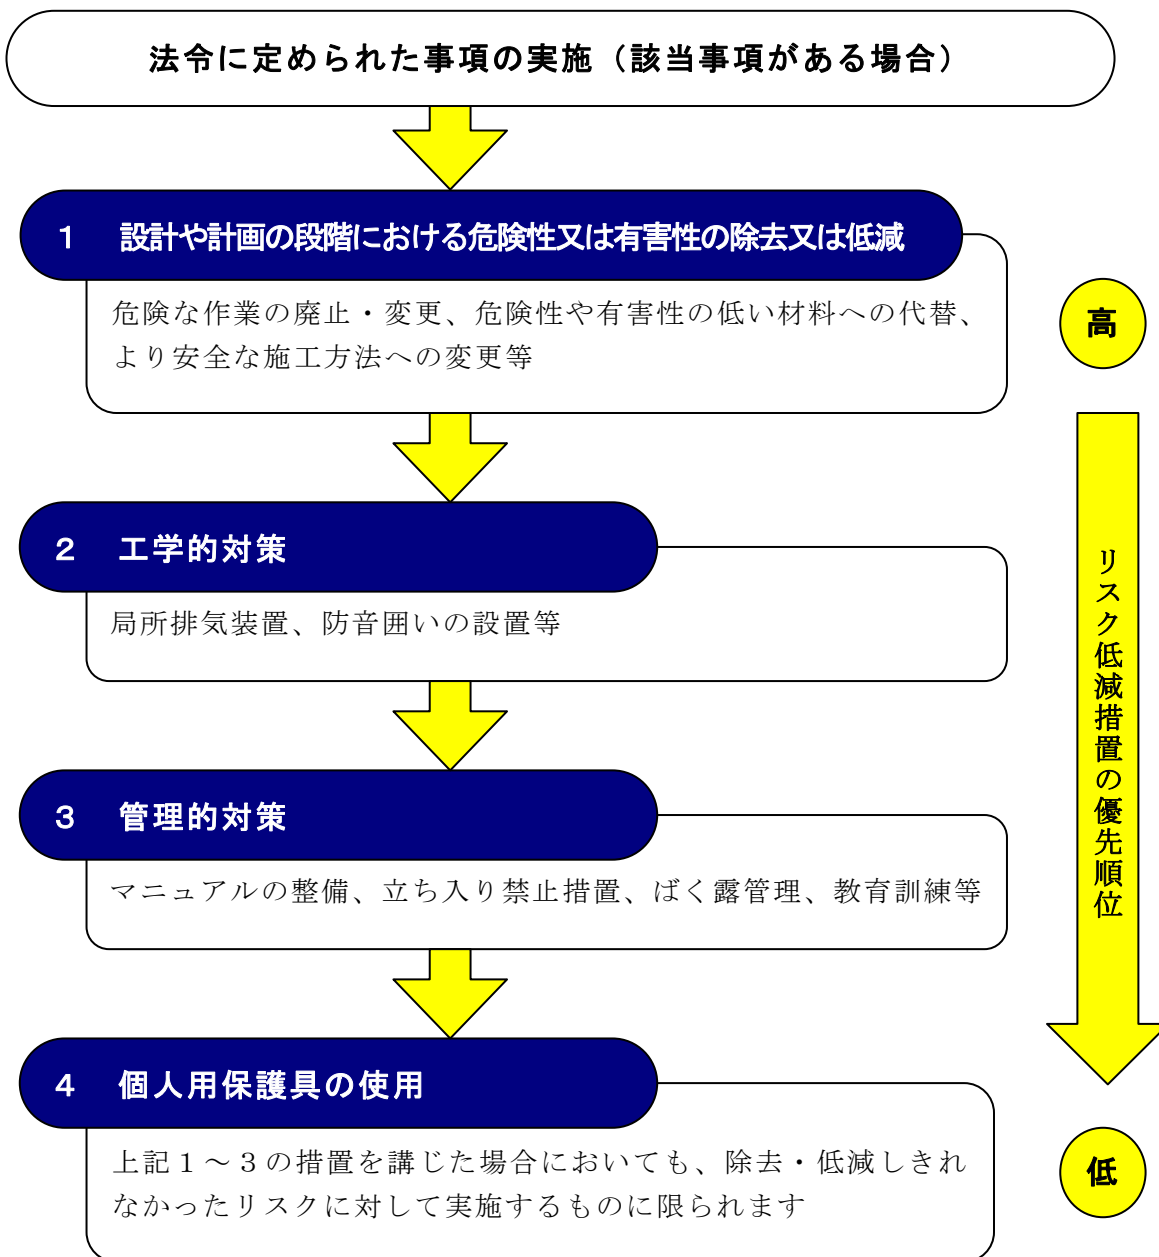 法令に定められた事項の実施（該当事項がある場合）
１　設計や計画の段階における危険性又は有害性の除去又は低減
危険な作業の廃止・変更、危険性や有害性の低い材料への代替、
より安全な施工方法への変更等
２　工学的対策
局所排気装置、防音囲いの設置等
３　管理的対策
マニュアルの整備、立ち入り禁止措置、ばく露管理、教育訓練等
４　個人用保護具の使用
上記１～３の措置を講じた場合においても、除去・低減しきれ
なかったリスクに対して実施するものに限られます
高
リスク低減措置の優先順位
低